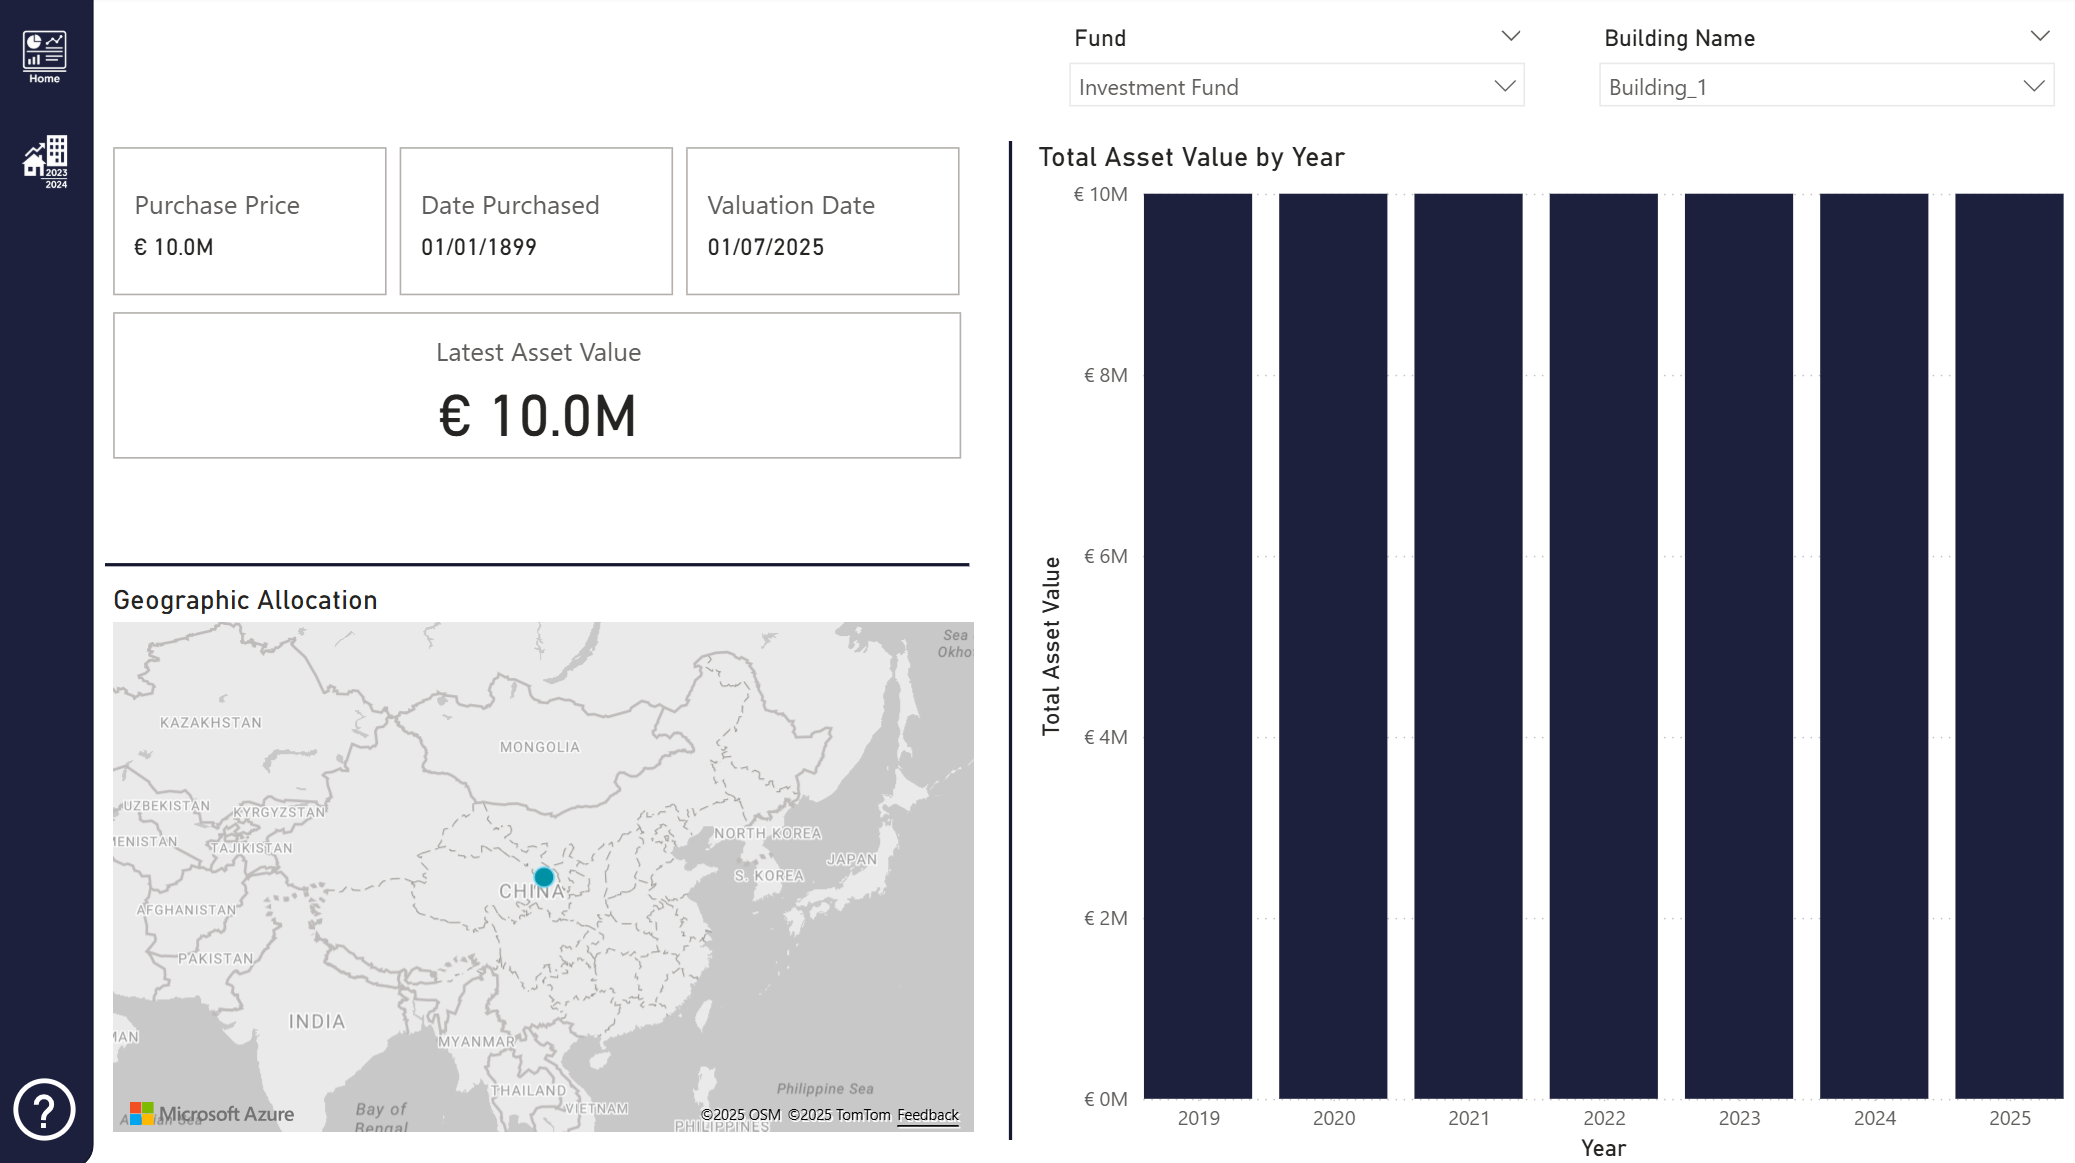 Home
2023
2024
Fund
Investment Fund
Building Name
Building_1
Purchase Price
€ 10.0M
Date Purchased
01/01/1899
Valuation Date
01/07/2025
Latest Asset Value
€ 10.0M
Geographic Allocation
Sea
Okho
KAZAKHSTAN
MONGOLIA
UZBEKISTAN
KYRGYZSTAN
MENISTAN
TAJIKISTAN
NORTH KOREA
JAPAN
S. KOREA
CHINA
AFGHANISTAN
PAKISTAN
INDIA
MAN
MYANMAR
THAILAND
Philippine Sea
VIETNAM
PHILIPPINES
Bay of
Bengal
Microsoft Azure
©2025 OSM ©2025 TomTom Feedback
?
Total Asset Value by Year
Total Asset Value
€ 10M
€ 8M
€ 6M
€ 4M
€ 2M
€ 0M
2019 2020 2021 2022 2023 2024 2025
Year